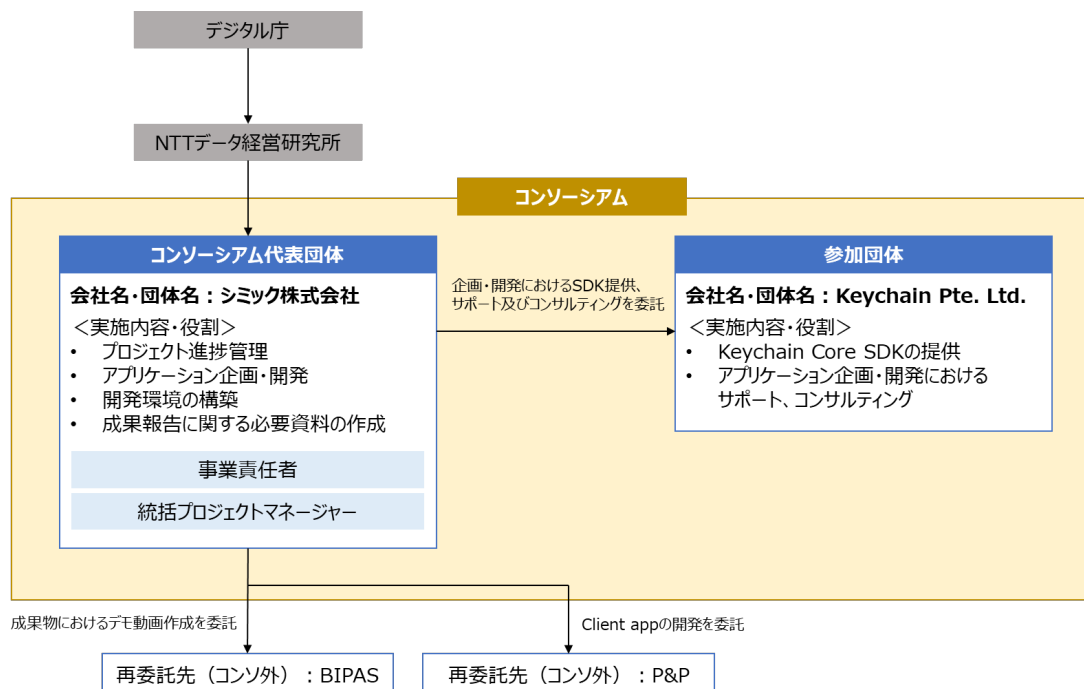 デジタル庁
NTTデータ経営研究所
コンソーシアム
コンソーシアム代表団体
会社名・団体名：シミック株式会社
＜実施内容・役割＞
• プロジェクト進捗管理
• アプリケーション企画・開発
• 開発環境の構築
• 成果報告に関する必要資料の作成
事業責任者
統括プロジェクトマネージャー
企画・開発におけるSDK提供、
サポート及びコンサルティングを委託
参加団体
会社名・団体名：Keychain Pte. Ltd.
＜実施内容・役割＞
• Keychain Core SDKの提供
• アプリケーション企画・開発における
サポート、コンサルティング
成果物におけるデモ動画作成を委託
Client appの開発を委託
再委託先（コンソ外）：BIPAS
再委託先（コンソ外）：P&P